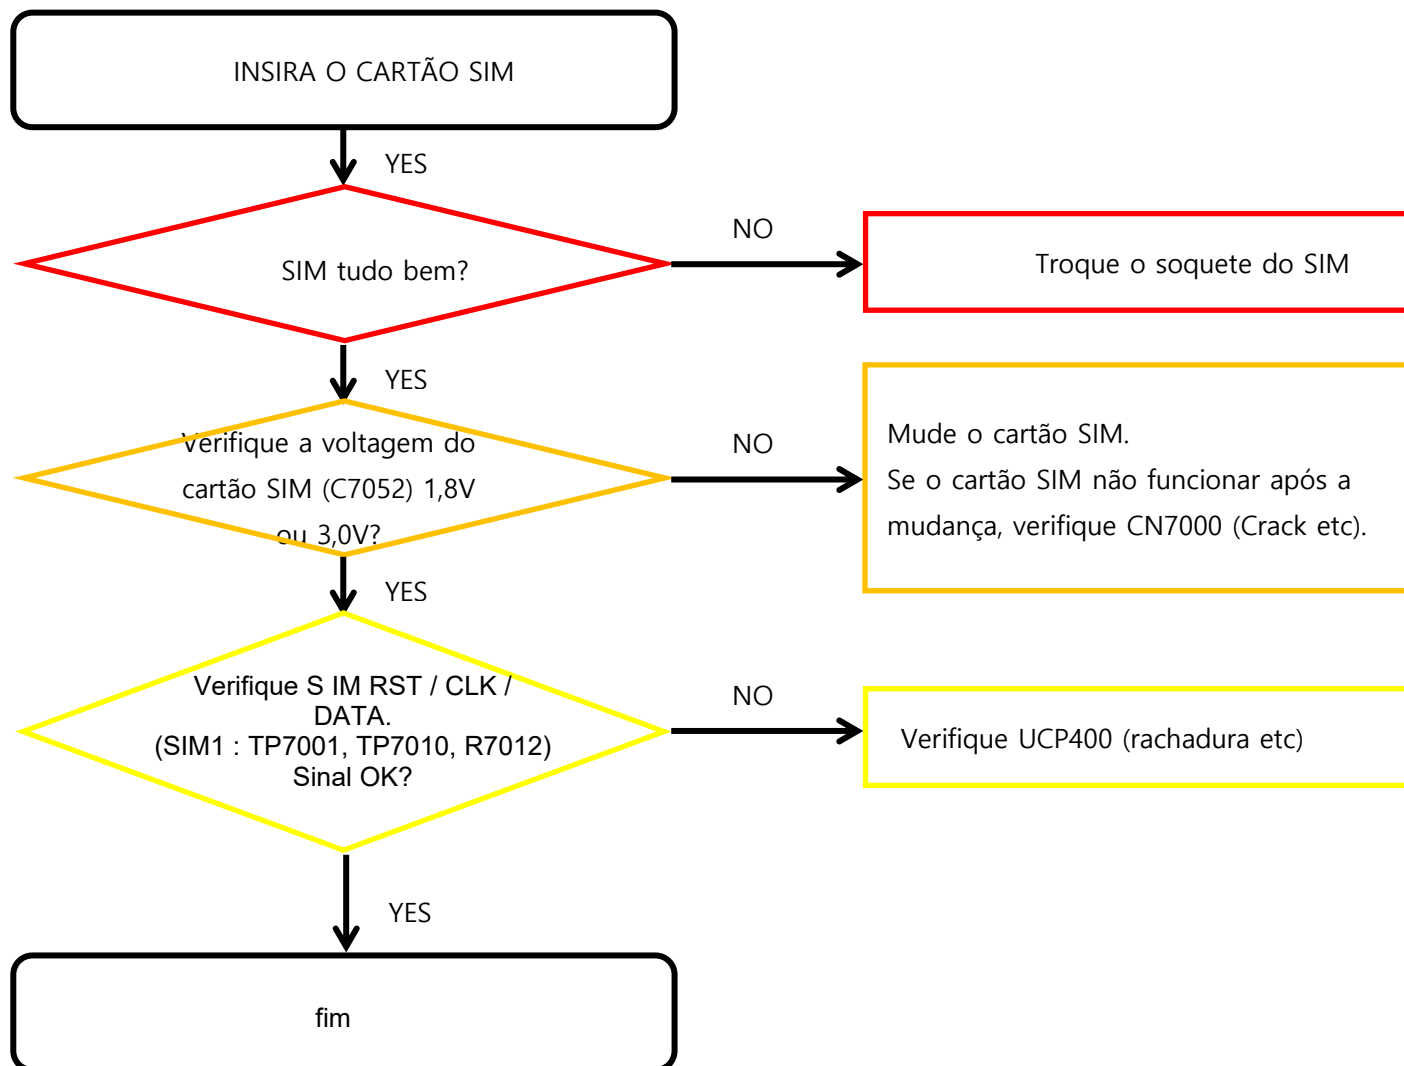 INSIRA O CARTÃO SIM
YES
SIM tudo bem?
NO
Troque o soquete do SIM
YES
Verifique a voltagem do
cartão SIM (C7052) 1,8V
ou 3,0V?
NO
Mude o cartão SIM.
Se o cartão SIM não funcionar após a
mudança, verifique CN7000 (Crack etc).
YES
Verifique S IM RST / CLK /
DATA.
(SIM1 : TP7001, TP7010, R7012)
Sinal OK?
NO
Verifique UCP400 (rachadura etc)
YES
fim